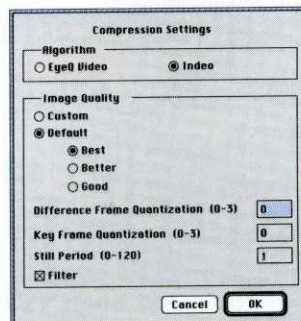 Compression Settings
Algorithm
EyeQ Video Indeo
Image Quality
Custom
Default
Best
Better
Good
Difference Frame Quantization (0-3) 0
Key Frame Quantization (0-3) 0
Still Period (0-120) 1
Filter
Cancel OK